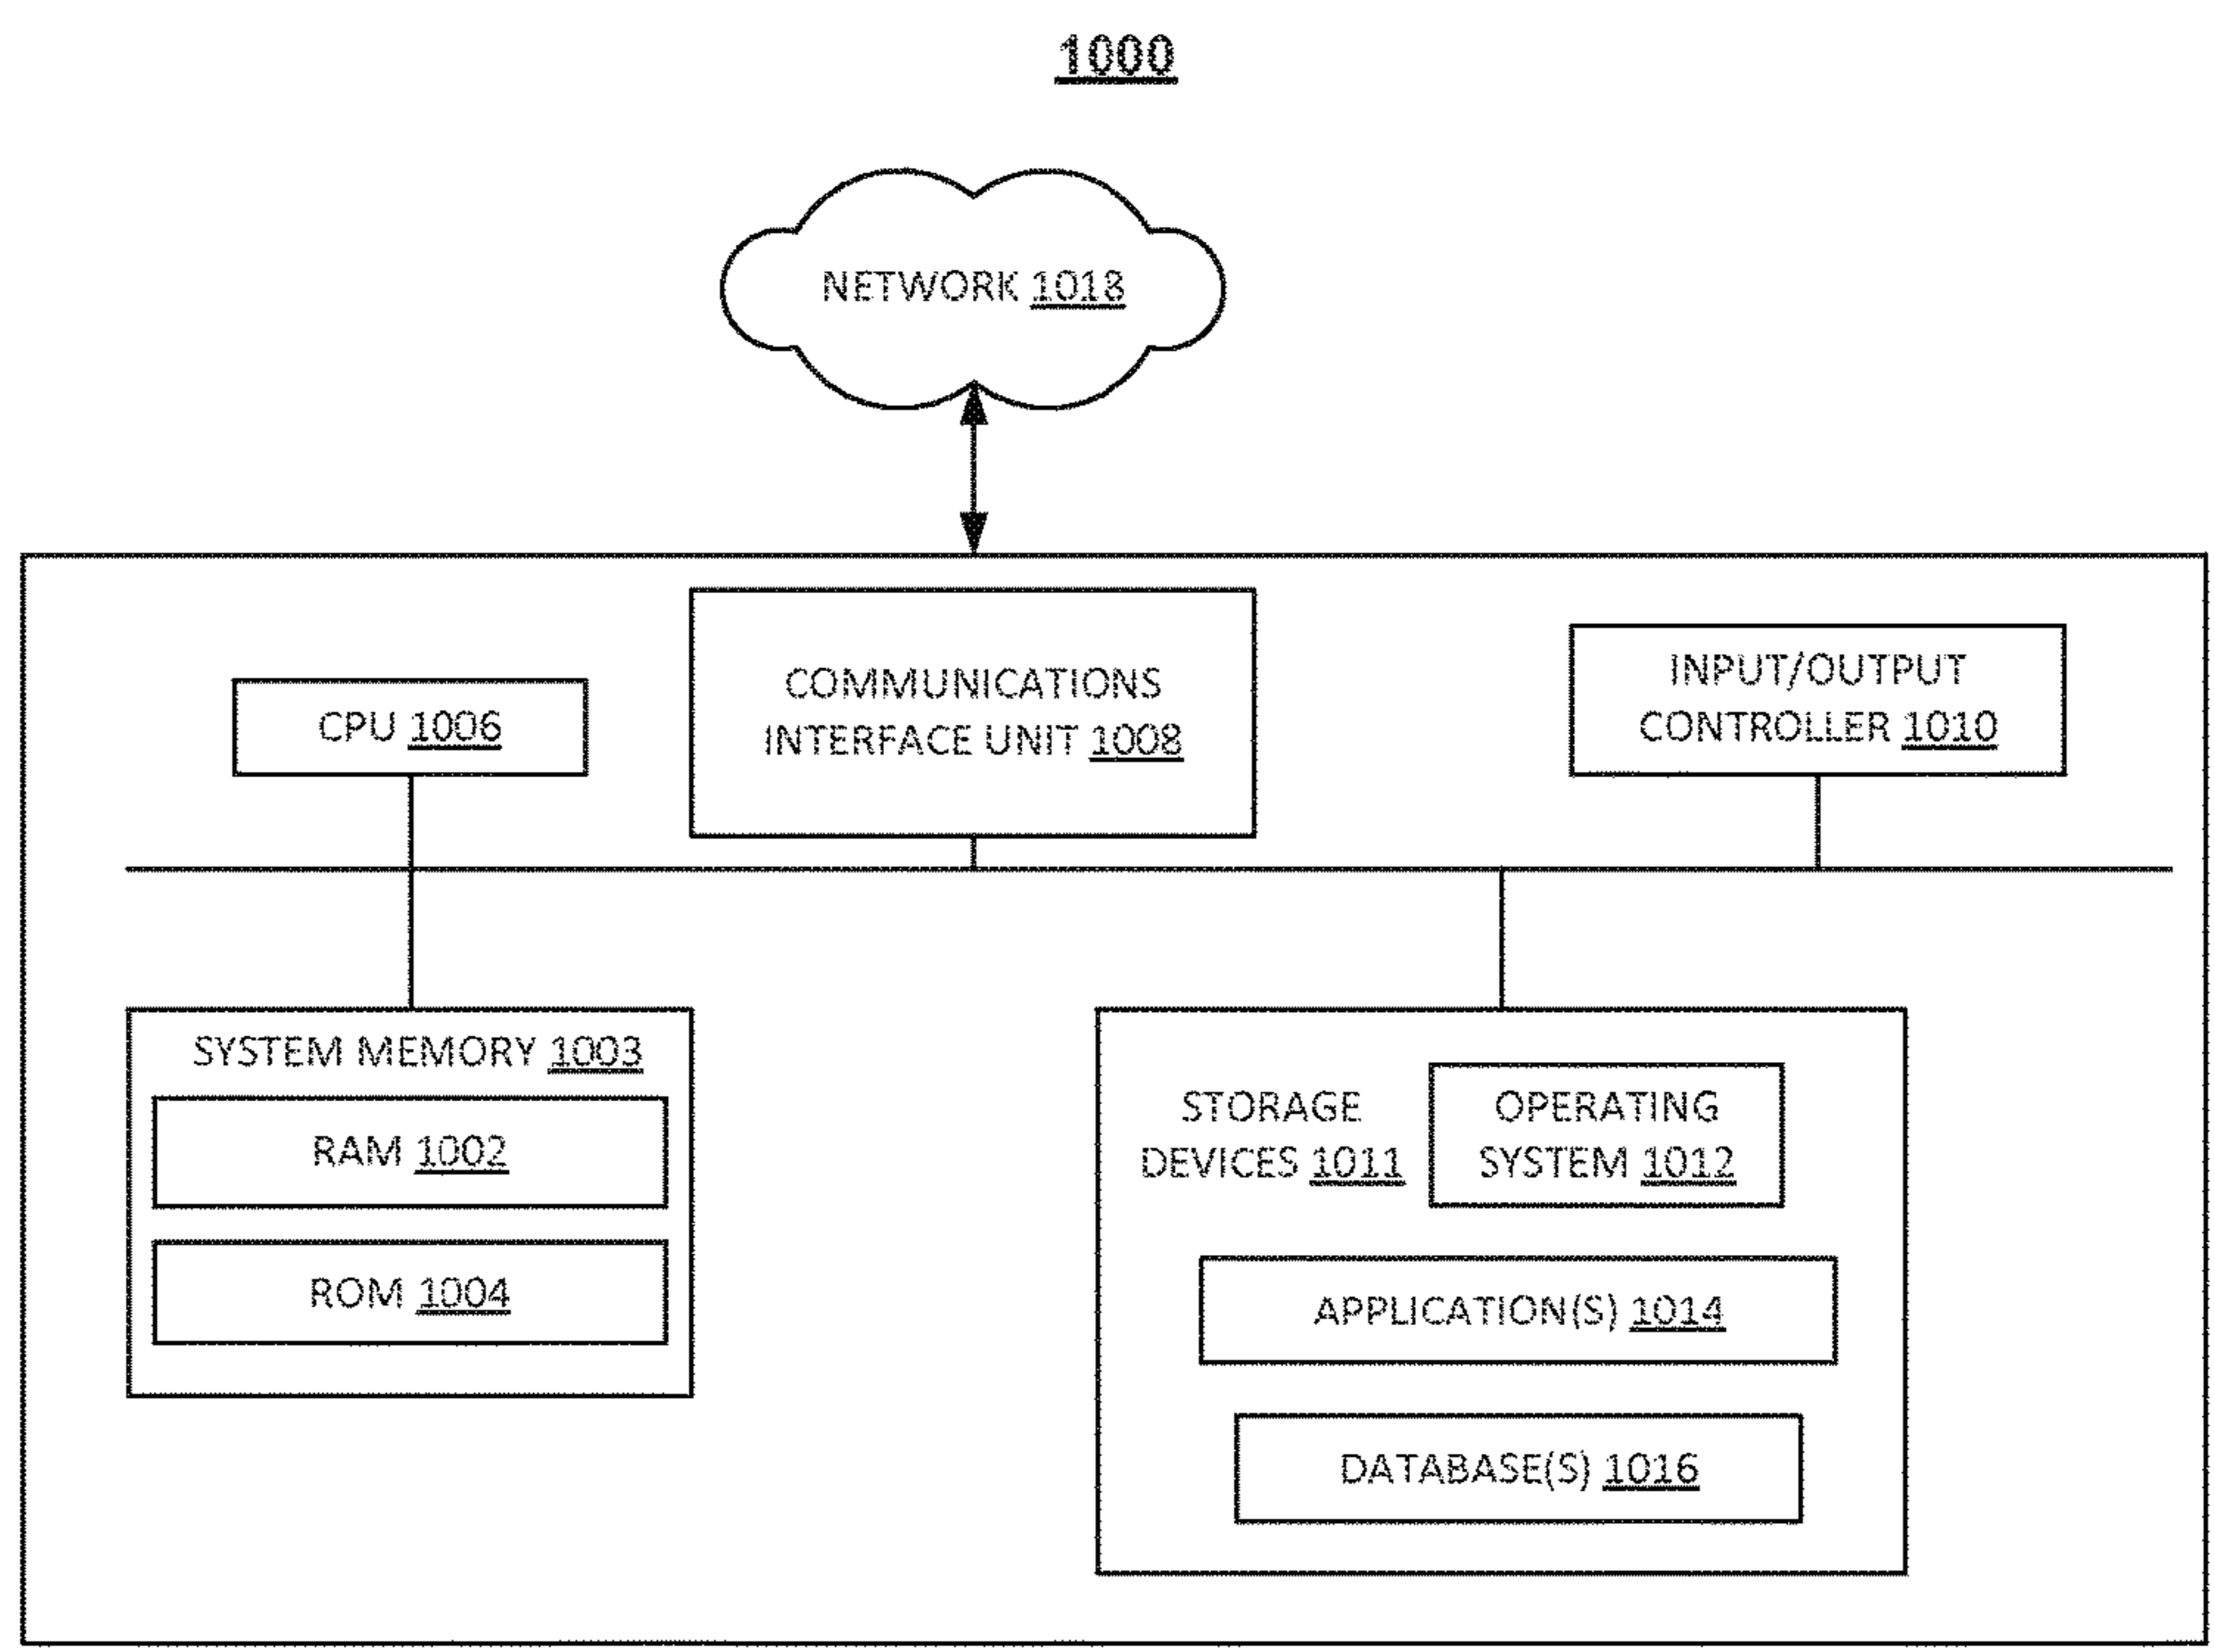 1000
NETWORK 1018
COMMUNICATIONS
INTERFACE UNIT 1008
INPUT/OUTPUT
CONTROLLER 1010
CPU 1006
SYSTEM MEMORY 1003
RAM 1002
ROM 1004
STORAGE
DEVICES 1011
OPERATING
SYSTEM 1012
APPLICATION(S) 1014
DATABASE(S) 1016